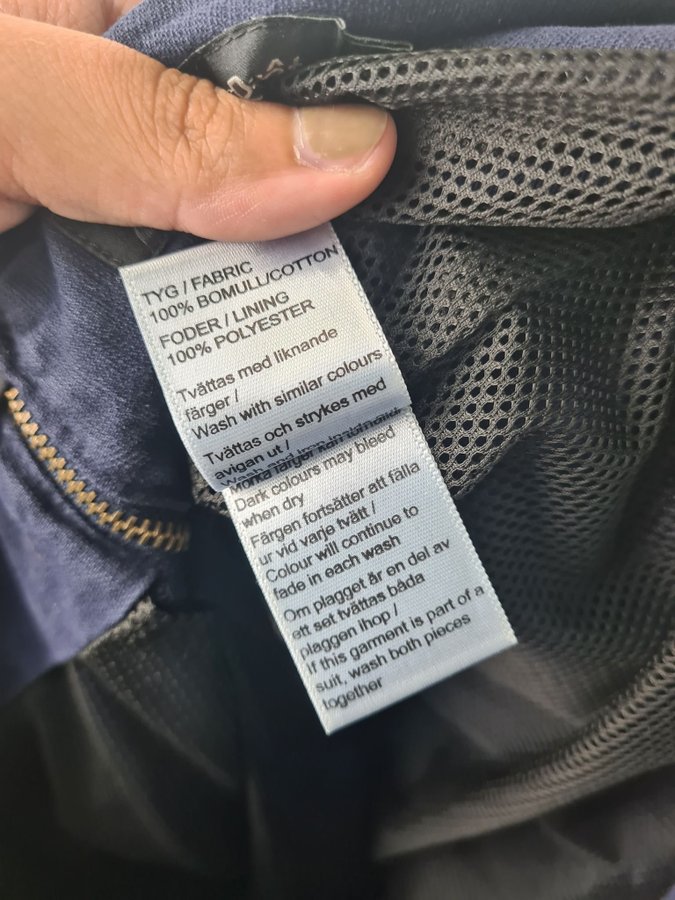 TYG / FABRIC
100% BOMULL/COTTON
FODER / LINING
100% POLYESTER
Tvättas med liknande
färger /
Wash with similar colours
Tvättas och strykes med
avigan ut /
Dark colours may bleed
when dry
Färgen fortsätter att fälla
ur vid varje tvätt /
Colour will continue to
fade in each wash
Om plagget är en del av
ett set tvättas båda
plaggen ihop /
If this garment is part of a
suit, wash both pieces
together